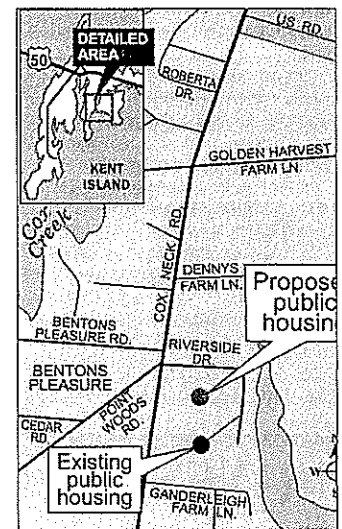 DETAILED
AREA
50
KENT
ISLAND
US. RD.
ROBERTA
DR.
GOLDEN HARVEST
FARM LN.
Cox
Creek
COX NECK RD.
DENNYS
FARM LN.
Propose
public
housin
BENTONS
PLEASURE RD.
RIVERSIDE
DR.
BENTONS
PLEASURE
POINT
WOODS
RD.
CEDAR
RD.
Existing
public
housing
W
GANDERLEIGH
FARM LN.